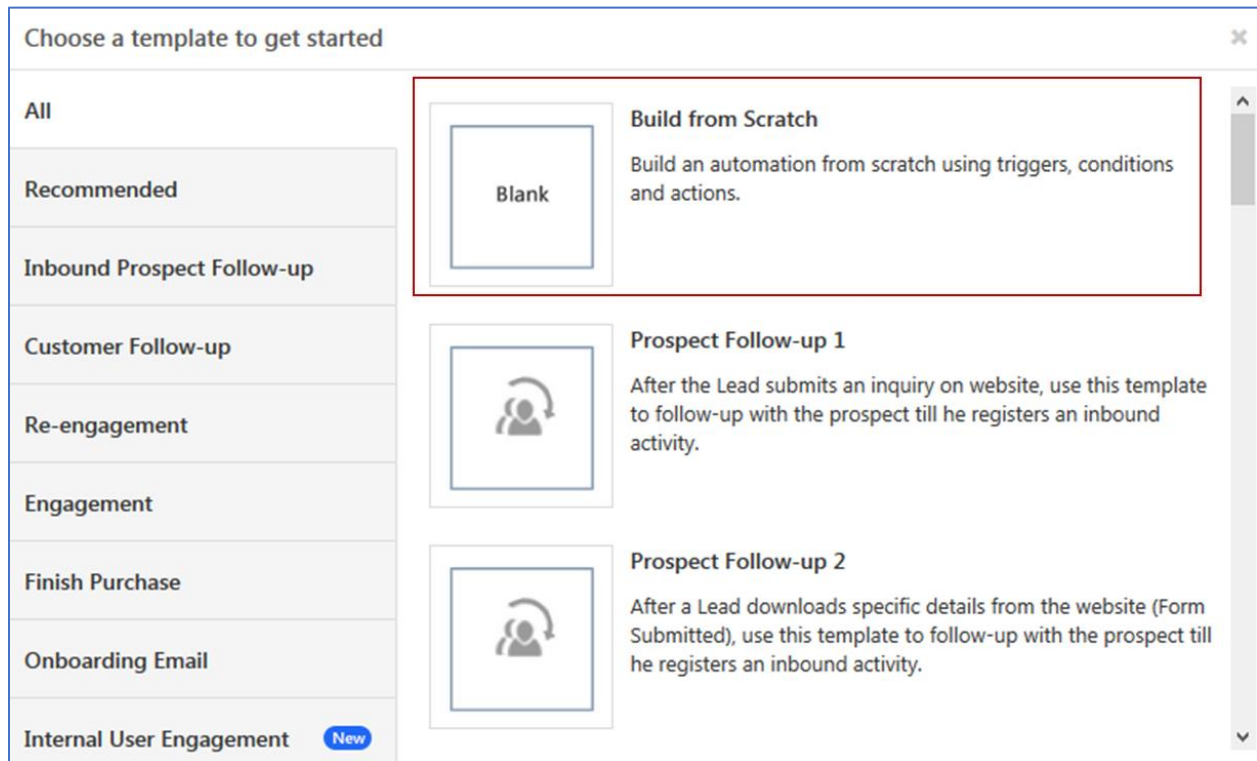 Choose a template to get started
All
Recommended
Inbound Prospect Follow-up
Customer Follow-up
Re-engagement
Engagement
Finish Purchase
Onboarding Email
Internal User Engagement New
Blank
Build from Scratch
Build an automation from scratch using triggers, conditions
and actions.
Prospect Follow-up 1
After the Lead submits an inquiry on website, use this template
to follow-up with the prospect till he registers an inbound
activity.
Prospect Follow-up 2
After a Lead downloads specific details from the website (Form
Submitted), use this template to follow-up with the prospect till
he registers an inbound activity.